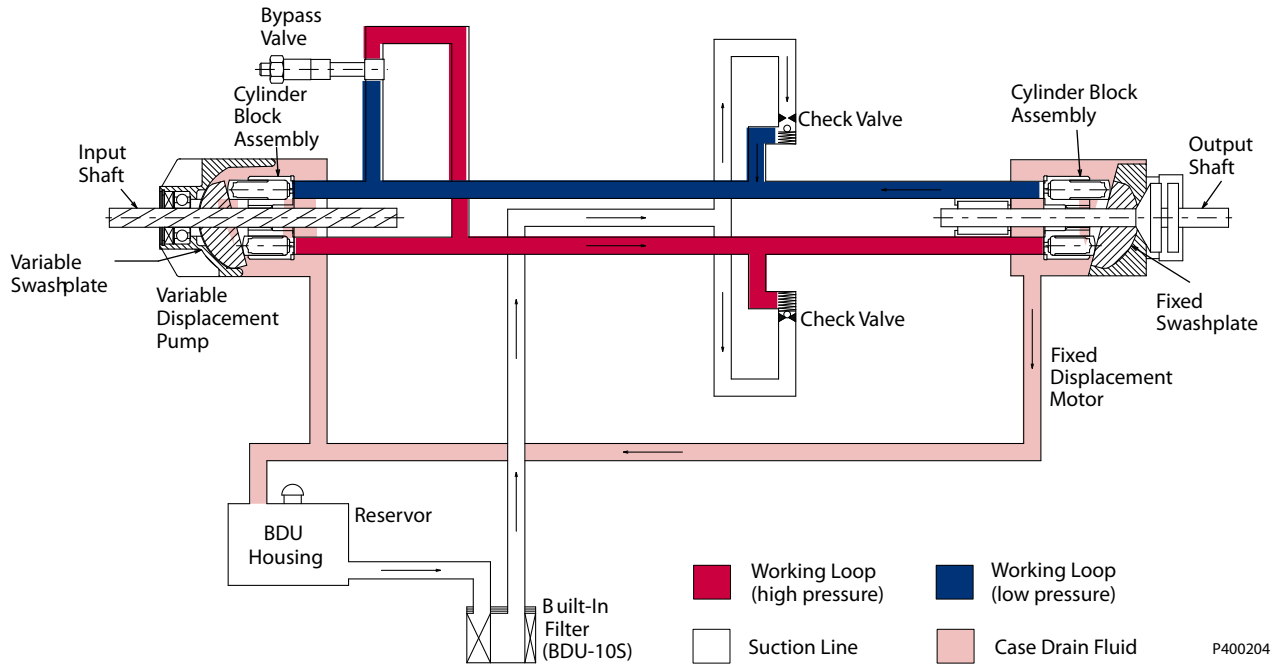 Bypass
Valve
Cylinder
Block
Assembly
Input
Shaft
Variable
Swashplate
Variable
Displacement
Pump
Check Valve
Check Valve
Cylinder Block
Assembly
Output
Shaft
Fixed
Swashplate
Fixed
Displacement
Motor
Reservor
BDU
Housing
Built-In
Filter
(BDU-10S)
Working Loop
(high pressure)
Working Loop
(low pressure)
Suction Line
Case Drain Fluid
P400204